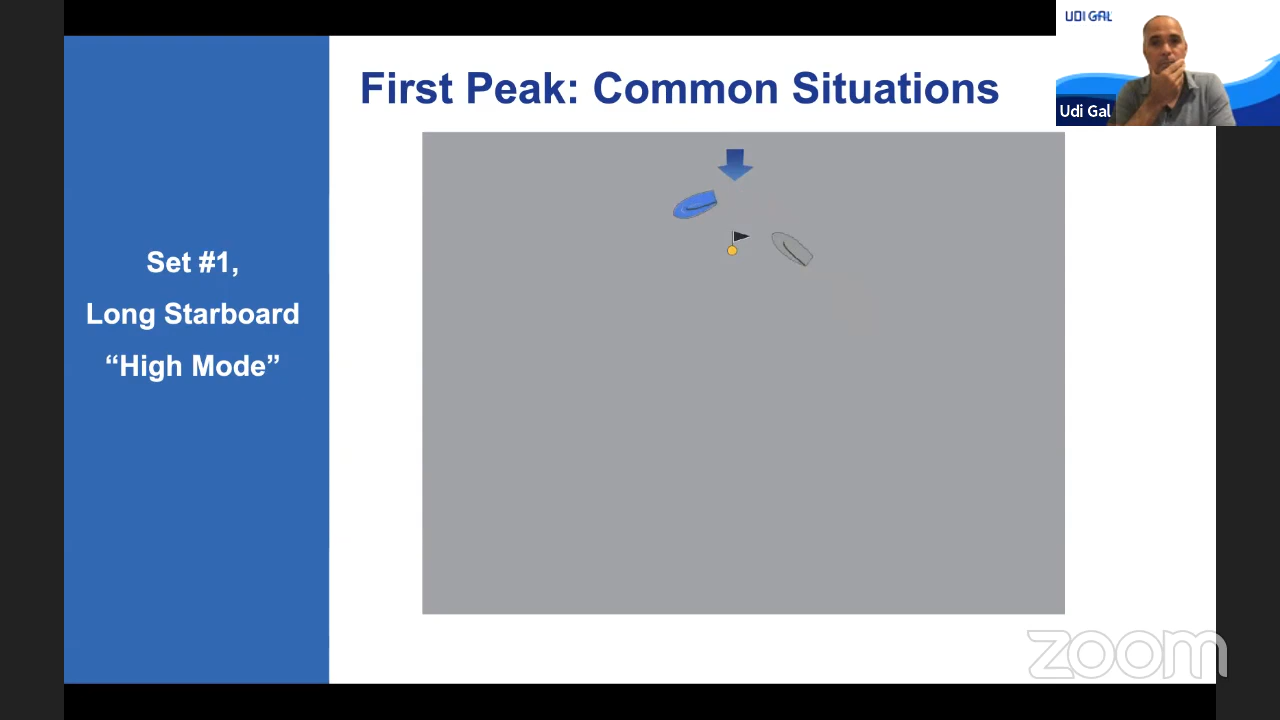 UDI GAL
Udi Gal
First Peak: Common Situations
Set #1,
Long Starboard
“High Mode”
zoom